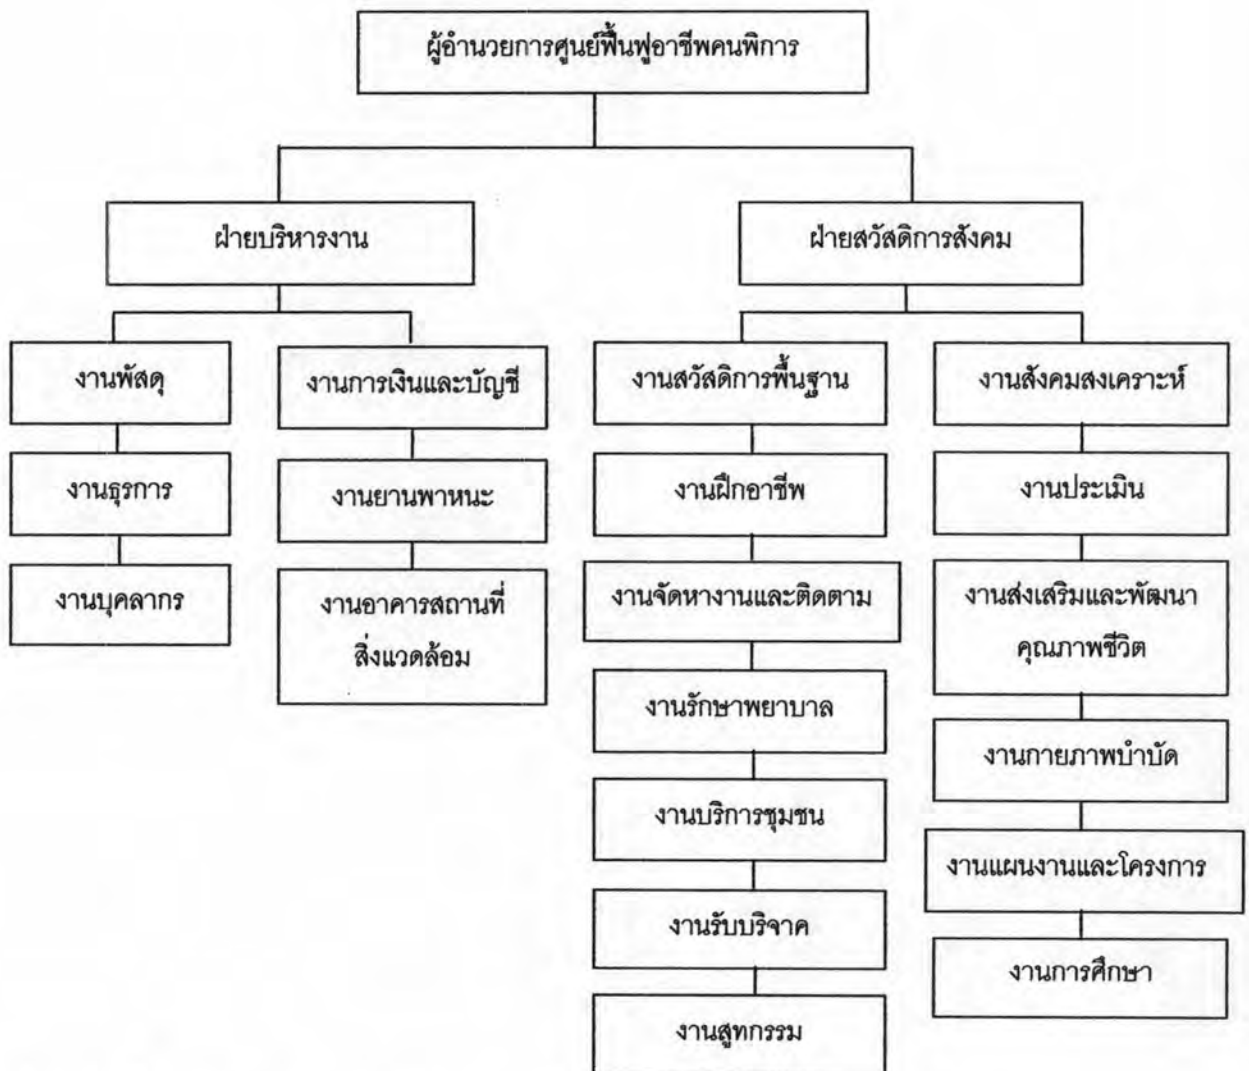 ผู้อำนวยการศูนย์ฟื้นฟูอาชีพคนพิการ
ฝ่ายบริหารงาน
ฝ่ายสวัสดิการสังคม
งานพัสดุ
งานการเงินและบัญชี
งานสวัสดิการพื้นฐาน
งานสังคมสงเคราะห์
งานธุรการ
งานยานพาหนะ
งานฝึกอาชีพ
งานประเมิน
งานบุคลากร
งานอาคารสถานที่
สิ่งแวดล้อม
งานจัดหางานและติดตาม
งานส่งเสริมและพัฒนา
คุณภาพชีวิต
งานรักษาพยาบาล
งานกายภาพบำบัด
งานบริการชุมชน
งานแผนงานและโครงการ
งานรับบริจาค
งานการศึกษา
งานสูทกรรม